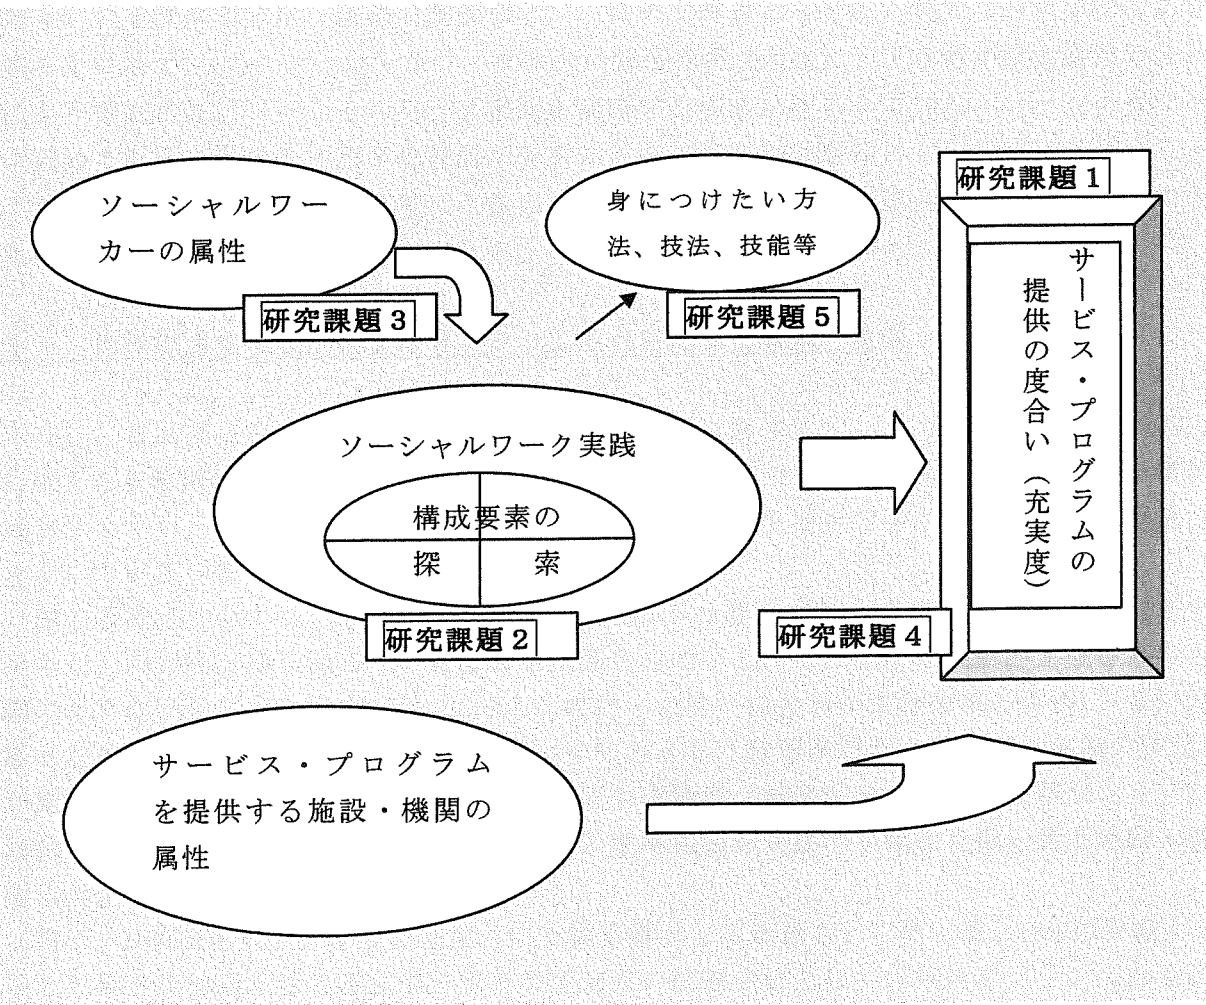 ソーシャルワー
カーの属性
研究課題3
身につけたい方
法、技法、技能等
研究課題5
研究課題1
サービス・プログラムの
提供の度合い（充実度）
ソーシャルワーク実践
構成要素の
探 索
研究課題2
研究課題4
サービス・プログラム
を提供する施設・機関の
属性